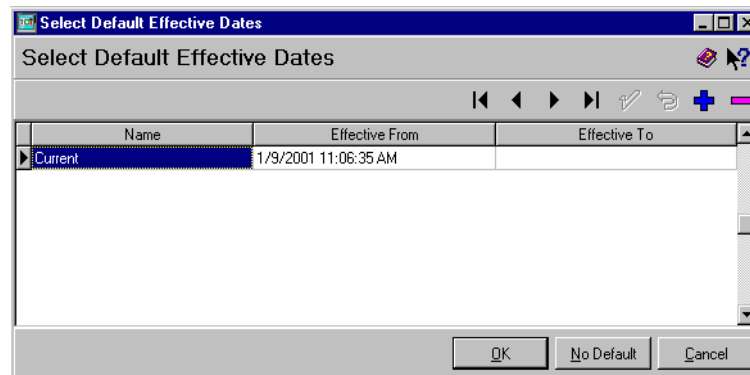 Select Default Effective Dates
Select Default Effective Dates
Name Effective From Effective To
Current 1/9/2001 11:06:35 AM
OK No Default Cancel